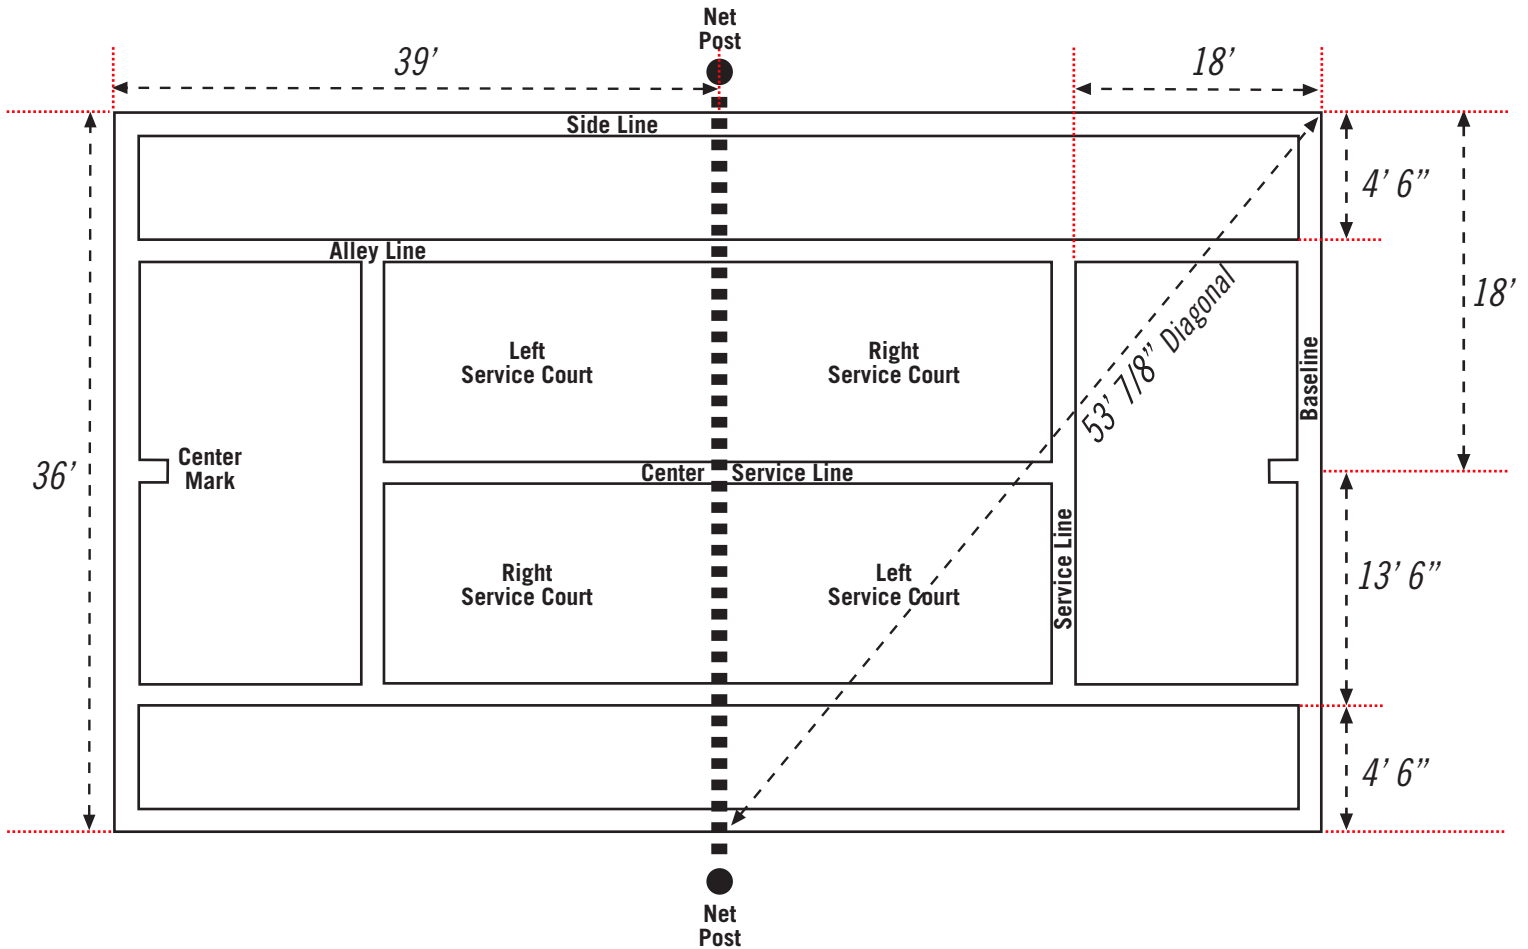 Net
Post
39’
18’
Side Line
4’ 6”
Alley Line
18’
53’ 7/8” Diagonal
Left
Service Court
Right
Service Court
Baseline
Center
Mark
36’
Center Service Line
Service Line
13’ 6”
Right
Service Court
Left
Service Court
4’ 6”
Net
Post